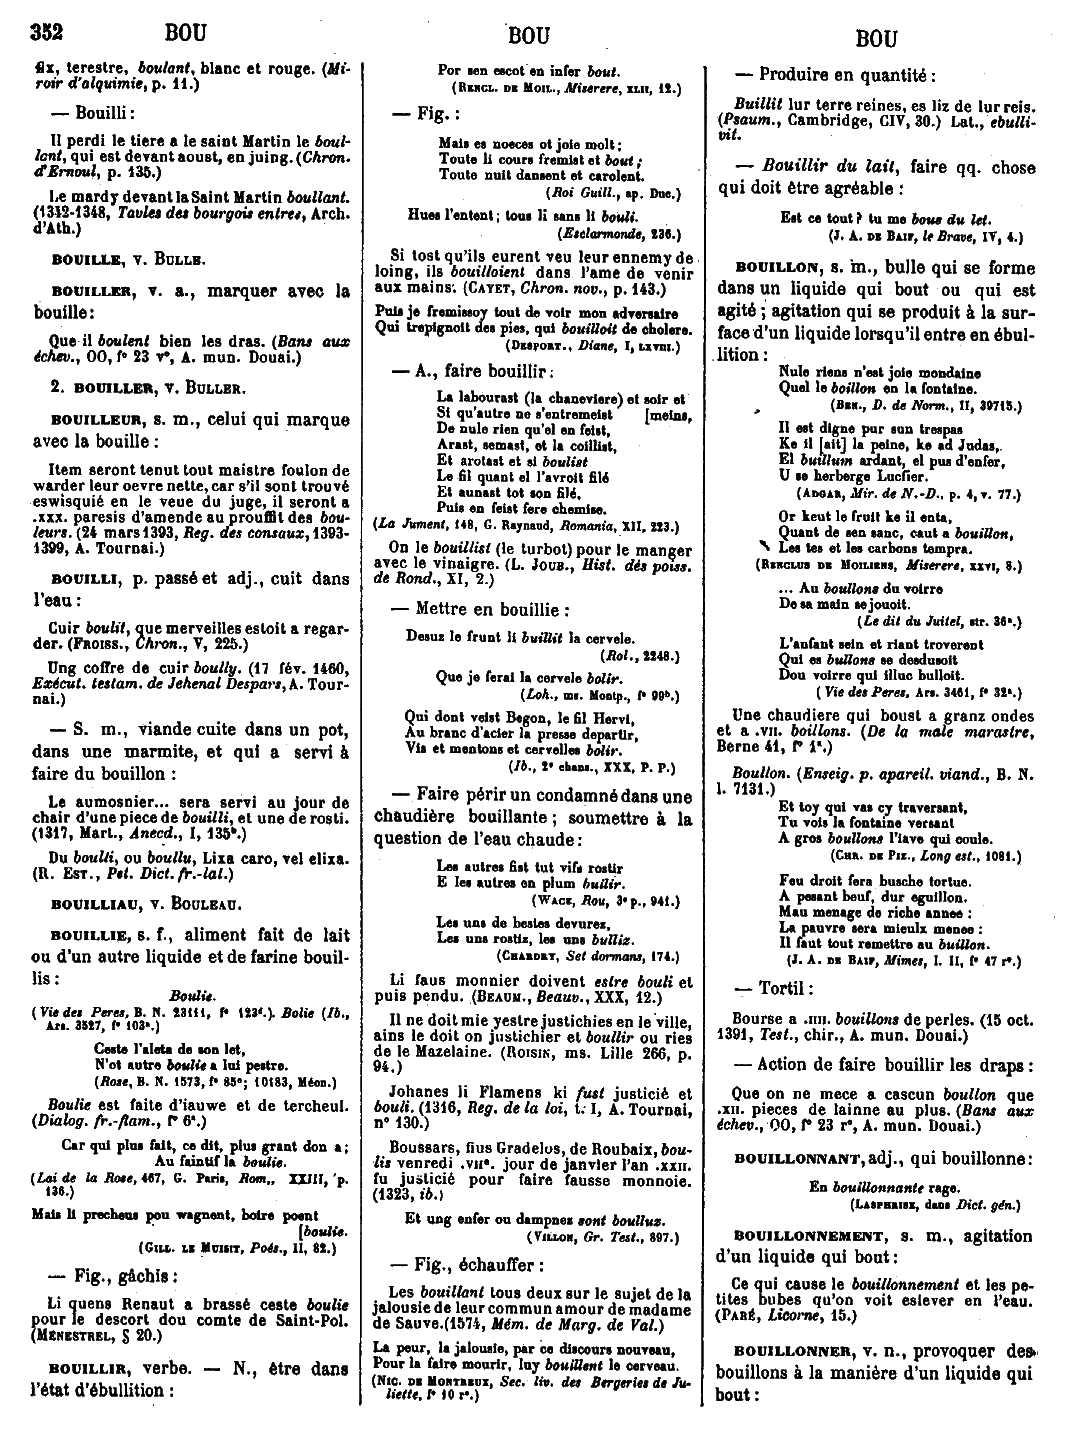 352 BOU BOU BOU
fix, terestre, boulant, blanc et rouge. (Mi-
roir d'alquimie, p. 11.)
— Bouilli :
Il perdi le tiere a le saint Martin le boul-
lant, qui est devant aoust, en juing. (Chron.
d'Ernoul, p. 135.)
Le mardy devant la Saint Martin boullant.
(1342-1348, Taules des bourgois entres, Arch.
d'Ath.)
BOUILLE, v. BULLE.
BOUILLER, v. a., marquer avec la
bouille :
Que il boulent bien les dras. (Bans aux
échev., OO, f° 23 v°, A. mun. Douai.)
2. BOUILLER, v. BULLER.
BOUILLEUR, s. m., celui qui marque
avec la bouille :
Item seront tenut tout maistre foulon de
warder leur oevre nette, car s'il sont trouvé
eswisquié en le veue du juge, il seront a
.xxx. paresis d'amende au prouffit des bou-
leurs. (24 mars 1393, Reg. des consaux, 1393-
1399, A. Tournai.)
BOUILLI, p. passé et adj., cuit dans
l'eau :
Cuir boulit, que merveilles estoit a regar-
der. (FROISS., Chron., V, 225.)
Ung coffre de cuir boully. (17 fév. 1460,
Exécut. testam. de Jehenal Despars, A. Tour-
nai.)
— S. m., viande cuite dans un pot,
dans une marmite, et qui a servi à
faire du bouillon :
Le aumosnier... sera servi au jour de
chair d'une piece de bouilli, et une de rosti.
(1317, Mart., Anecd., I, 135b.)
Du boulli, ou boullu, Lixa caro, vel elixa.
(R. EST., Pet. Dict. fr.-lat.)
BOUILLIAU, v. BOULEAU.
BOUILLIE, s. f., aliment fait de lait
ou d'un autre liquide et de farine bouil-
lis :
Boulie.
(Vie des Peres, B. N. 23111, f° 123d.). Bolie (Ib.,
Ars. 3527, f° 103a.)
Ceste l'aleta de son let,
N'ot autre boulie a lui pestre.
(Rose, B. N. 1573, f° 85c; 10183, Méon.)
Boulie est faite d'iauwe et de tercheul.
(Dialog. fr.-flam., f° 6c.)
Car qui plus fait, ce dit, plus grant don a ;
Au faintif la boulie.
(Lai de la Rose, 467, G. Paris, Rom., XXIII, p.
136.)
Mais li precheus pou wagnent, boire poent
[boulie.
(GILL. LE MUISIT, Poés., II, 82.)
— Fig., gâchis :
Li quens Renaut a brassé ceste boulie
pour le descort dou comte de Saint-Pol.
(MENESTREL, § 20.)
BOUILLIR, verbe. — N., être dans
l'état d'ébullition :
Por sen escot en infer bout.
(RENCL. DE MOIL., Miserere, XLII, 12.)
— Fig. :
Mais es noeces ot joie molt ;
Toute li cours fremist et bout ;
Toute nuit dansent et carolent.
(Roi Guill., ap. Duc.)
Hues l'entent ; tous li sans li bouli.
(Esclarmonde, 236.)
Si tost qu'ils eurent veu leur ennemy de
loing, ils bouilloient dans l'ame de venir
aux mains. (CAYET, Chron. nov., p. 143.)
Puis je fremissoy tout de voir mon adversaire
Qui trepignoit des pies, qui bouilloit de cholere.
(DESPORT., Diane, I, LXVIII.)
— A., faire bouillir :
La labourast (la chaneviere) et soir et
Si qu'autre ne s'entremeist [meins,
De nule rien qu'el en feist,
Arast, semast, et la coillist,
Et arotast et si boulist
Le fil quant el l'avroit filé
Et aunast tot son filé,
Puis en feist fere chemise.
(La Jument, 148, G. Raynaud, Romania, XII, 223.)
On le bouillist (le turbot) pour le manger
avec le vinaigre. (L. JOUB., Hist. des poiss.
de Rond., XI, 2.)
— Mettre en bouillie :
Desuz le frunt li buillit la cervele.
(Rol., 2248.)
Que je ferai la cervele bolir.
(Loh., ms. Montp., f° 99b.)
Qui dont veist Begon, le fil Hervi,
Au branc d'acier la presse departir,
Vis et mentons et cervelles bolir.
(Ib., 2e chans., XXX, P. P.)
— Faire périr un condamné dans une
chaudière bouillante ; soumettre à la
question de l'eau chaude :
Les autres fist tut vifs rostir
E les autres en plum bullir.
(WACE, Rou, 3e p., 941.)
Les uns de bestes devurez,
Les uns rostiz, les uns bulliz.
(CHARDRY, Set dormans, 174.)
Li faus monnier doivent estre bouli et
puis pendu. (BEAUM., Beauv., XXX, 12.)
Il ne doit mie yestre justichies en le ville,
ains le doit on justichier et boullir ou ries
de le Mazelaine. (ROISIN, ms. Lille 266, p.
94.)
Johanes li Flamens ki fust justicié et
bouli. (1316, Reg. de la loi, t. I, A. Tournai,
n° 130.)
Boussars, fius Gradelos, de Roubaix, bou-
lis venredi .VIIe. jour de janvier l'an .XXII.
fu justicié pour faire fausse monnoie.
(1323, ib.)
Et ung enfer ou dampnez sont boulluz.
(VILLON, Gr. Test., 897.)
— Fig., échauffer :
Les bouillant tous deux sur le sujet de la
jalousie de leur commun amour de madame
de Sauve. (1574, Mém. de Marg. de Val.)
La peur, la jalousie, par ce discours nouveau,
Pour la faire mourir, luy bouillent le cerveau.
(NIC. DE MONTREUX, Sec. liv. des Bergeries de Ju-
liette, f° 10 r°.)
— Produire en quantité :
Buillit lur terre reines, es liz de lur reis.
(Psaum., Cambridge, CIV, 30.) Lat., ebulli-
vit.
— Bouillir du lait, faire qq. chose
qui doit être agréable :
Est ce tout ? tu me bous du let.
(J. A. DE BAIF, le Brave, IV, 4.)
BOUILLON, s. m., bulle qui se forme
dans un liquide qui bout ou qui est
agité ; agitation qui se produit à la sur-
face d'un liquide lorsqu'il entre en ébul-
lition :
Nule riens n'est joie mondaine
Quel le boillon en la fontaine.
(BEN., D. de Norm., II, 39715.)
Il est digne pur sun trespas
Ke il [ait] la peine, ke ad Judas,
El buillum ardant, el pus d'enfer,
U se herberge Lucifer.
(ADGAR, Mir. de N.-D., p. 4, v. 77.)
Or keut le fruit ke il enta,
Quant de sen sanc, caut a bouillon,
Les tes et les carbons tempra.
(RENCLUS DE MOILIENS, Miserere, XXVI, 8.)
... Au boullons du voirre
De sa main se jouoit.
(Le dit du Juitel, str. 36a.)
L'anfant sein et riant troverent
Qui es bullons se desdusoit
Dou voirre qui illuc bulloit.
(Vie des Peres, Ars. 3461, f° 32a.)
Une chaudiere qui boust a granz ondes
et a .VII. boillons. (De la male marastre,
Berne 41, f° 1a.)
Boullon. (Enseig. p. apareil. viand., B. N.
l. 7131.)
Et toy qui vas cy traversant,
Tu vois la fontaine versant
A gros boullons l'iave qui coule.
(CHR. DE PIZ., Long est., 1081.)
Feu droit fera busche tortue.
A pesant beuf, dur eguillon.
Mau menage de riche annee :
La pauvre sera mieulx menee :
Il faut tout remettre au buillon.
(J. A. DE BAIF, Mimes, l. II, f° 47 r°.)
— Tortil :
Bourse a .IIII. bouillons de perles. (15 oct.
1391, Test., chir., A. mun. Douai.)
— Action de faire bouillir les draps :
Que on ne mece a cascun boullon que
.XII. pieces de lainne au plus. (Bans aux
échev., OO, f° 23 r°, A. mun. Douai.)
BOUILLONNANT, adj., qui bouillonne :
En bouillonnante rage.
(LASPHRISE, dans Dict. gén.)
BOUILLONNEMENT, s. m., agitation
d'un liquide qui bout :
Ce qui cause le bouillonnement et les pe-
tites bubes qu'on voit eslever en l'eau.
(PARÉ, Licorne, 15.)
BOUILLONNER, v. n., provoquer des
bouillons à la manière d'un liquide qui
bout :